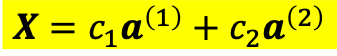 𝑿 = c₁𝒂⁽¹⁾ + c₂𝒂⁽²⁾